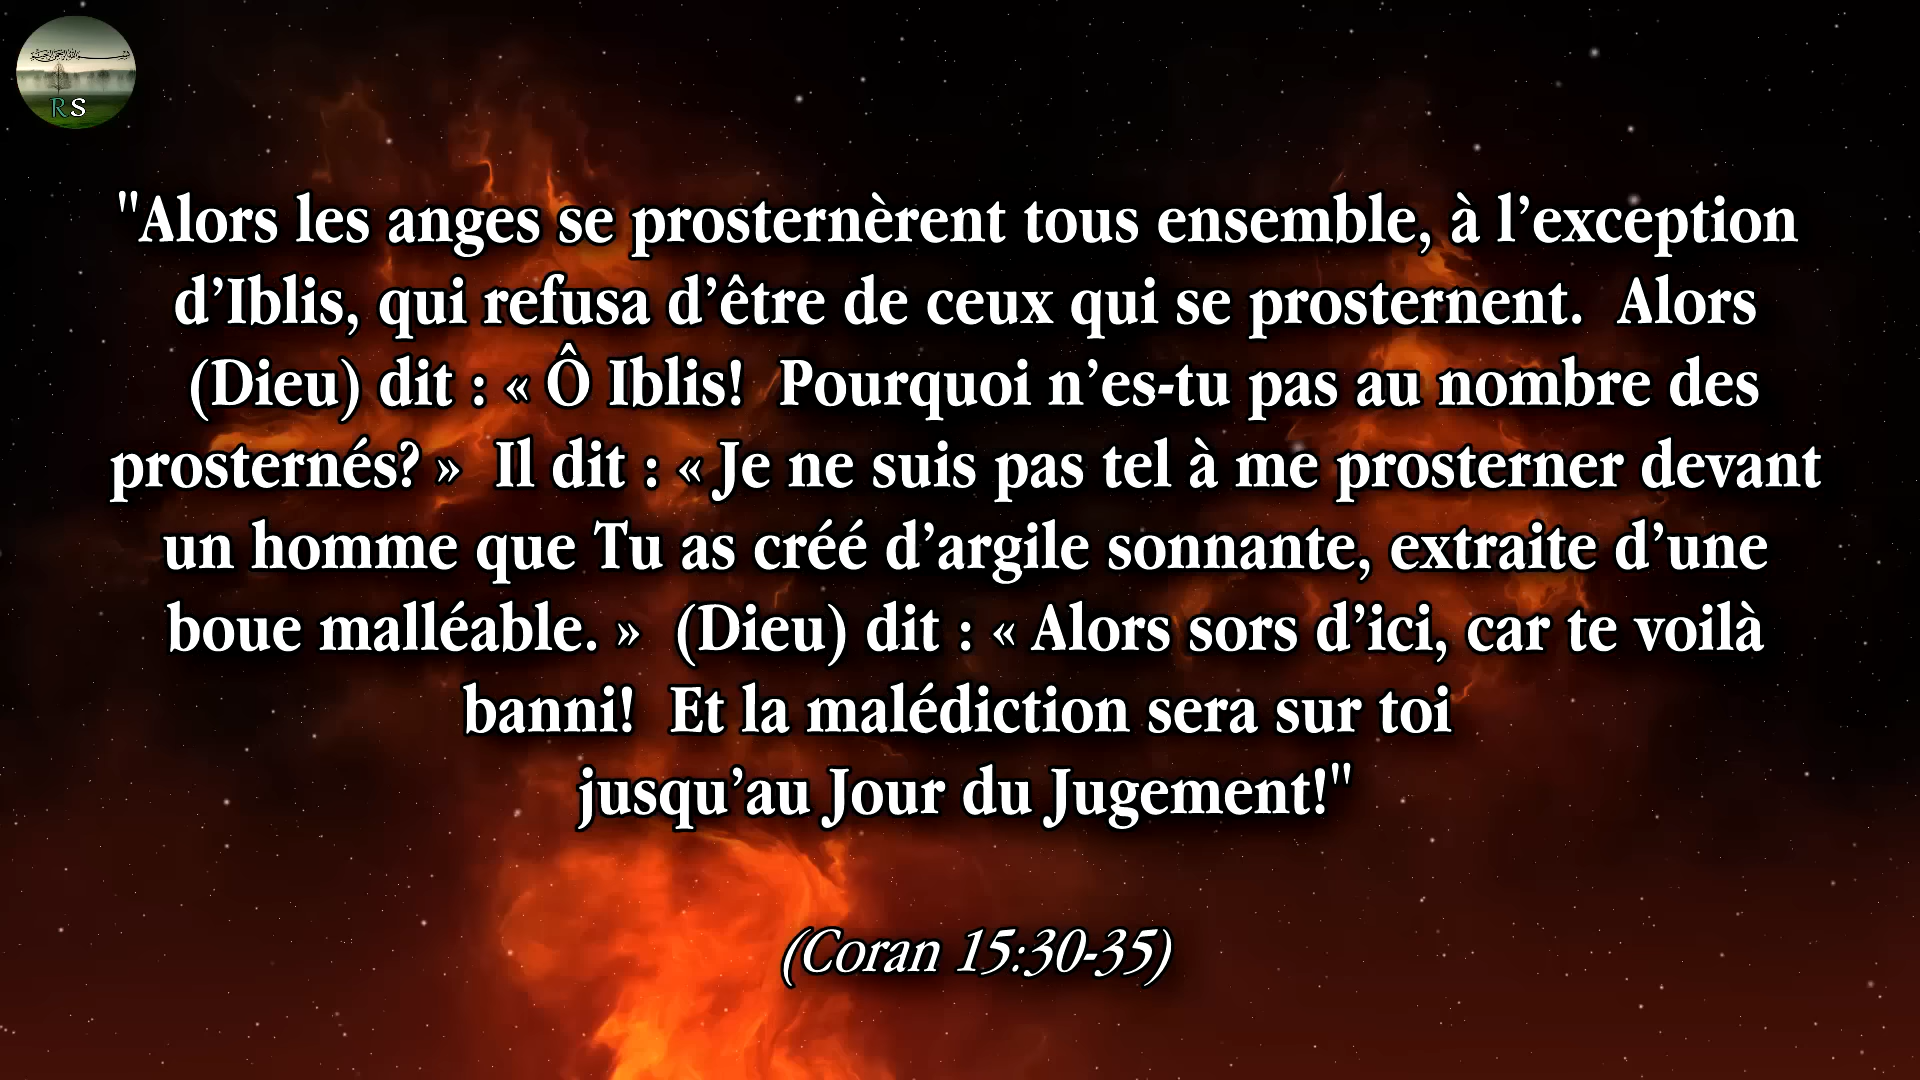 RS
"Alors les anges se prosternèrent tous ensemble, à l’exception
d’Iblis, qui refusa d’être de ceux qui se prosternent.  Alors
(Dieu) dit : « Ô Iblis!  Pourquoi n’es-tu pas au nombre des
prosternés? »  Il dit : « Je ne suis pas tel à me prosterner devant
un homme que Tu as créé d’argile sonnante, extraite d’une
boue malléable. »  (Dieu) dit : « Alors sors d’ici, car te voilà
banni!  Et la malédiction sera sur toi
jusqu’au Jour du Jugement!"
(Coran 15:30-35)